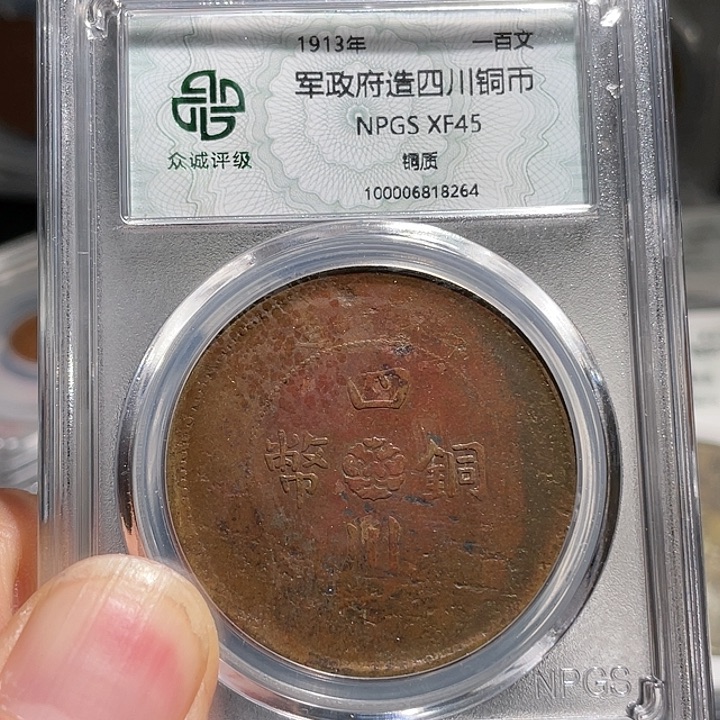 1913年 一百文
军政府造四川铜币
NPGS XF45
众诚评级
铜质
100006818264
四
幣 銅
川
NPGS